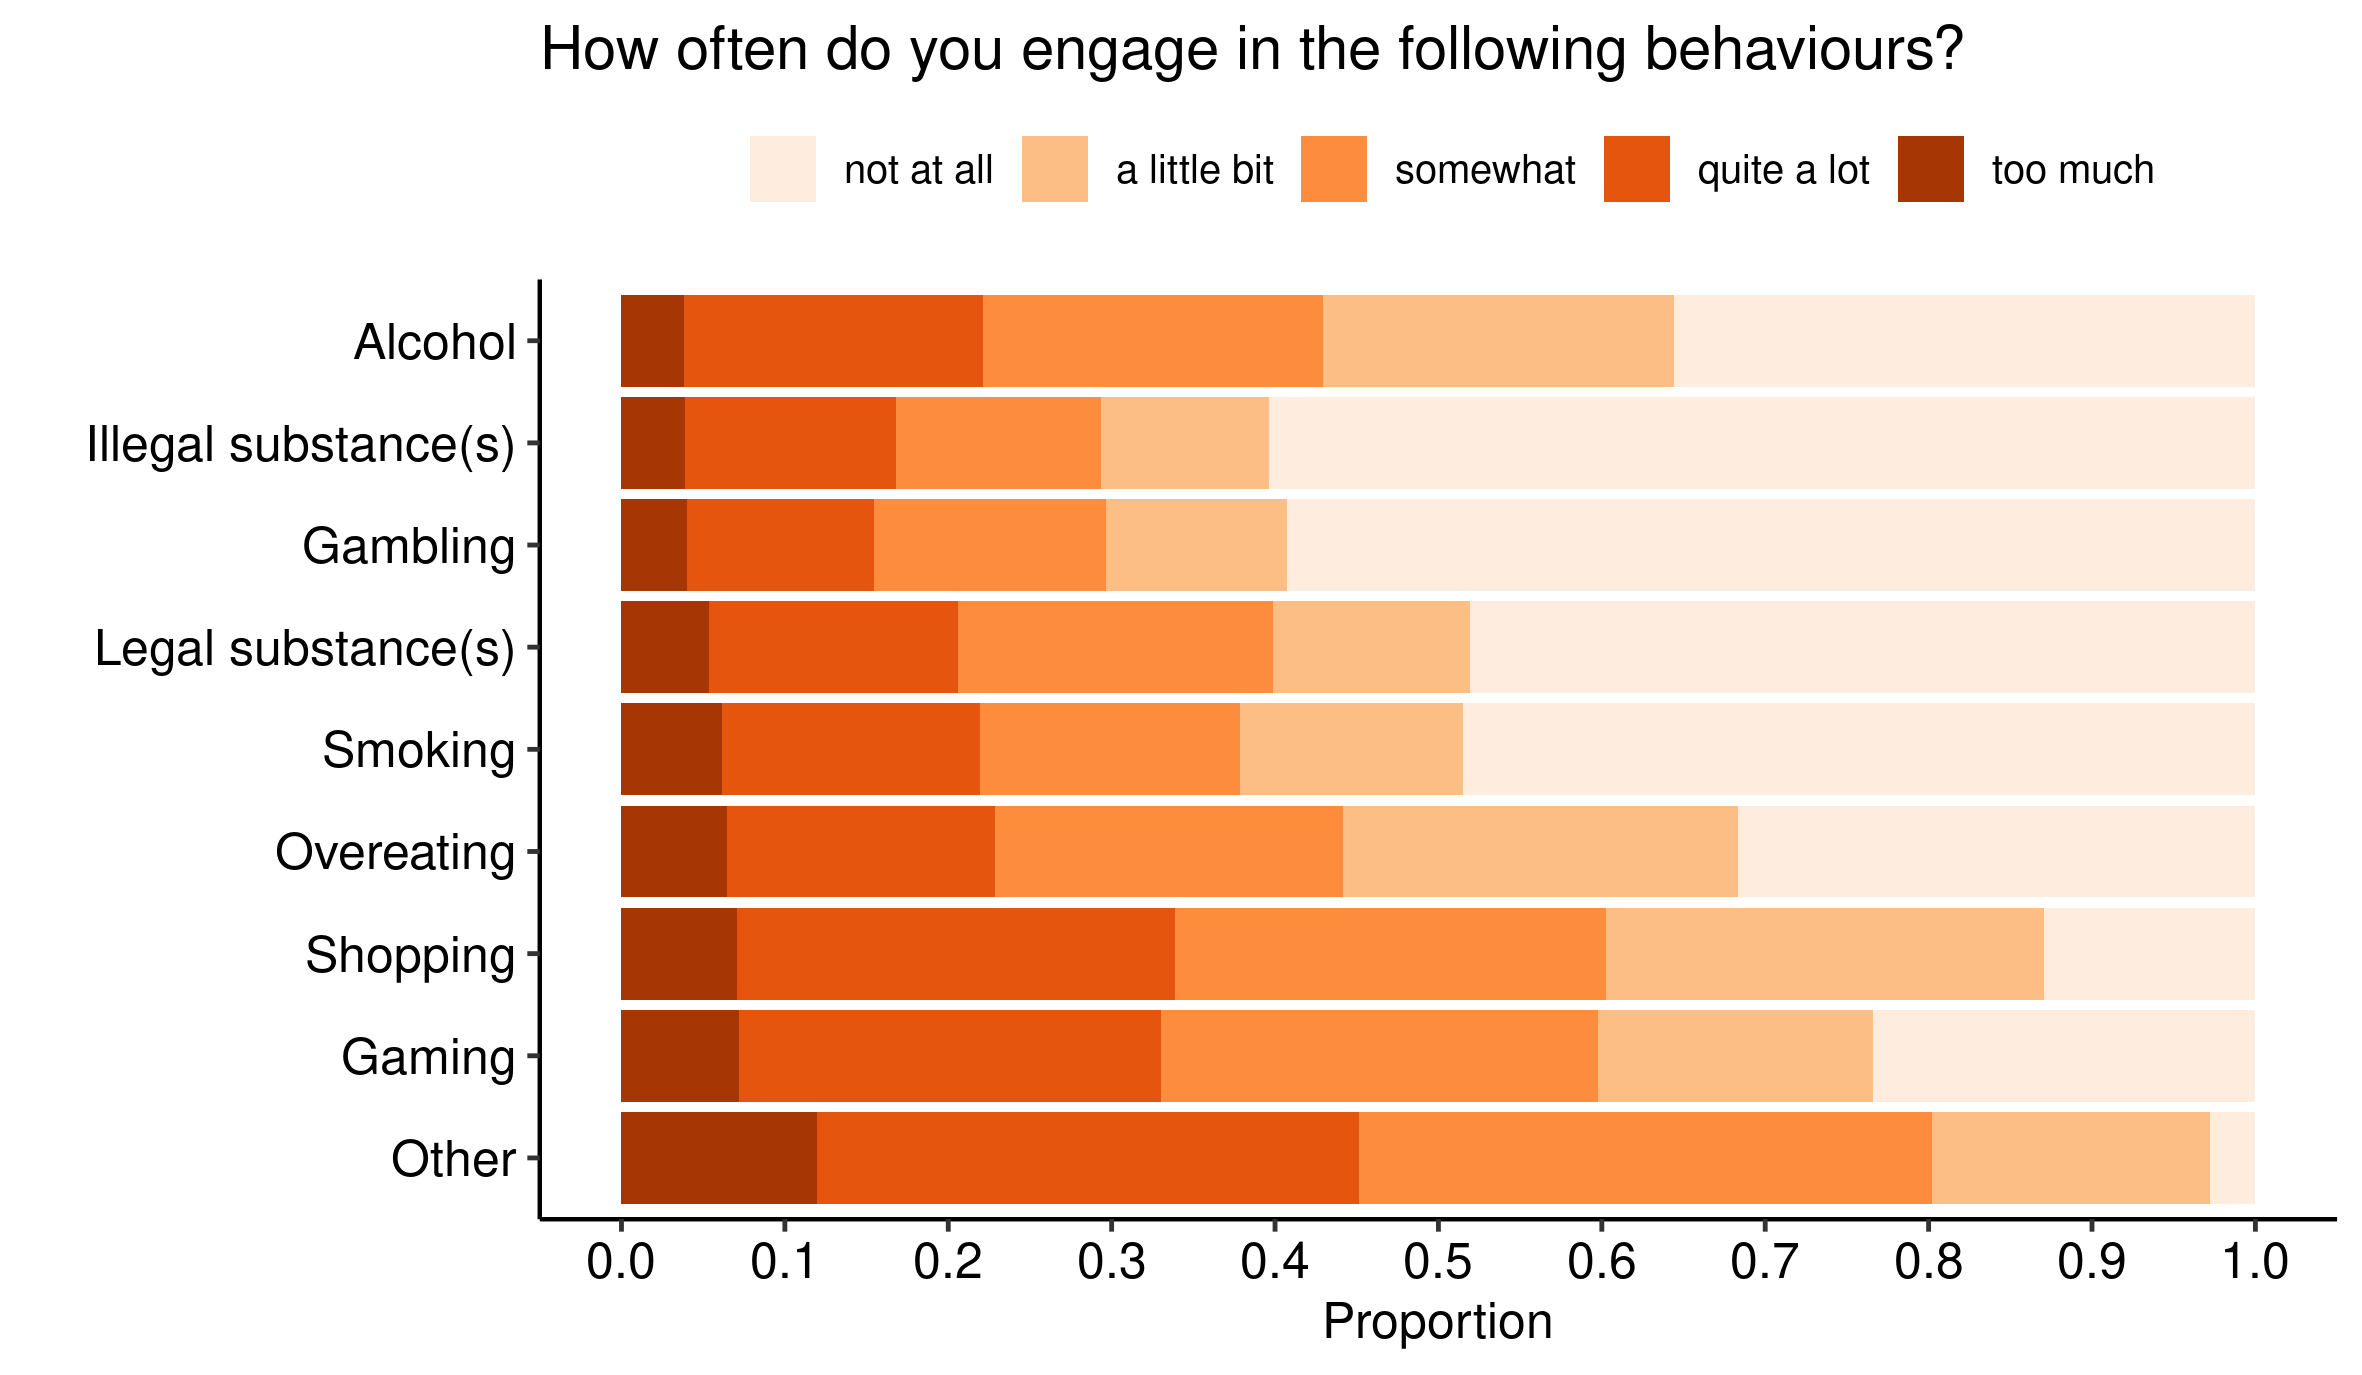 How often do you engage in the following behaviours?
not at all a little bit somewhat quite a lot too much
Alcohol
Illegal substance(s)
Gambling
Legal substance(s)
Smoking
Overeating
Shopping
Gaming
Other
0.0 0.1 0.2 0.3 0.4 0.5 0.6 0.7 0.8 0.9 1.0
Proportion